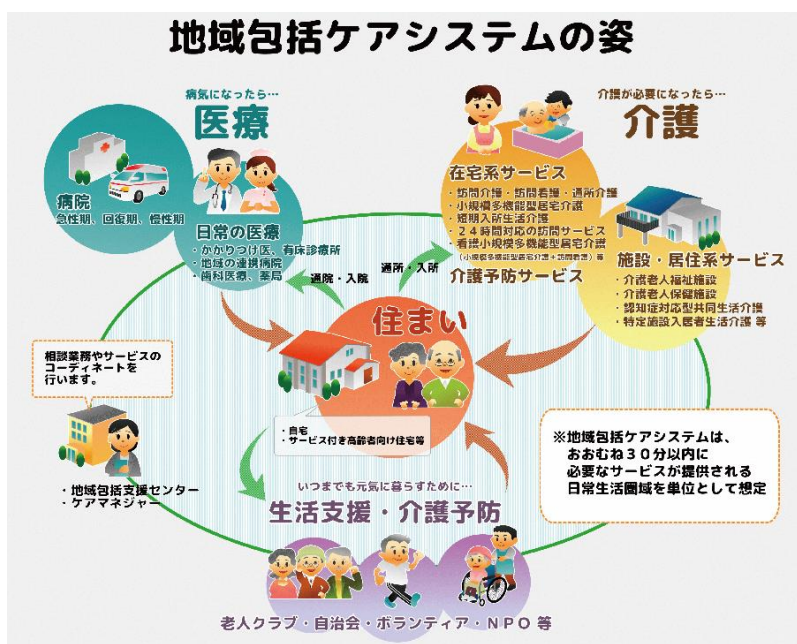 地域包括ケアシステムの姿
病気になったら…
医療
病院
急性期、回復期、慢性期
日常の医療
・かかりつけ医、有床診療所
・地域の連携病院
・歯科医療、薬局
通院・入院
通所・入所
介護が必要になったら…
介護
在宅系サービス
・訪問介護・訪問看護・通所介護
・小規模多機能型居宅介護
・短期入所生活介護
・24時間対応の訪問サービス
・看護小規模多機能型居宅介護
(小規模多機能型居宅介護+訪問看護)等
介護予防サービス
施設・居住系サービス
・介護老人福祉施設
・介護老人保健施設
・認知症対応型共同生活介護
・特定施設入居者生活介護 等
住まい
・自宅
・サービス付き高齢者向け住宅等
相談業務やサービスの
コーディネートを
行います。
・地域包括支援センター
・ケアマネジャー
※地域包括ケアシステムは、
おおむね30分以内に
必要なサービスが提供される
日常生活圏域を単位として想定
いつまでも元気に暮らすために…
生活支援・介護予防
老人クラブ・自治会・ボランティア・NPO 等